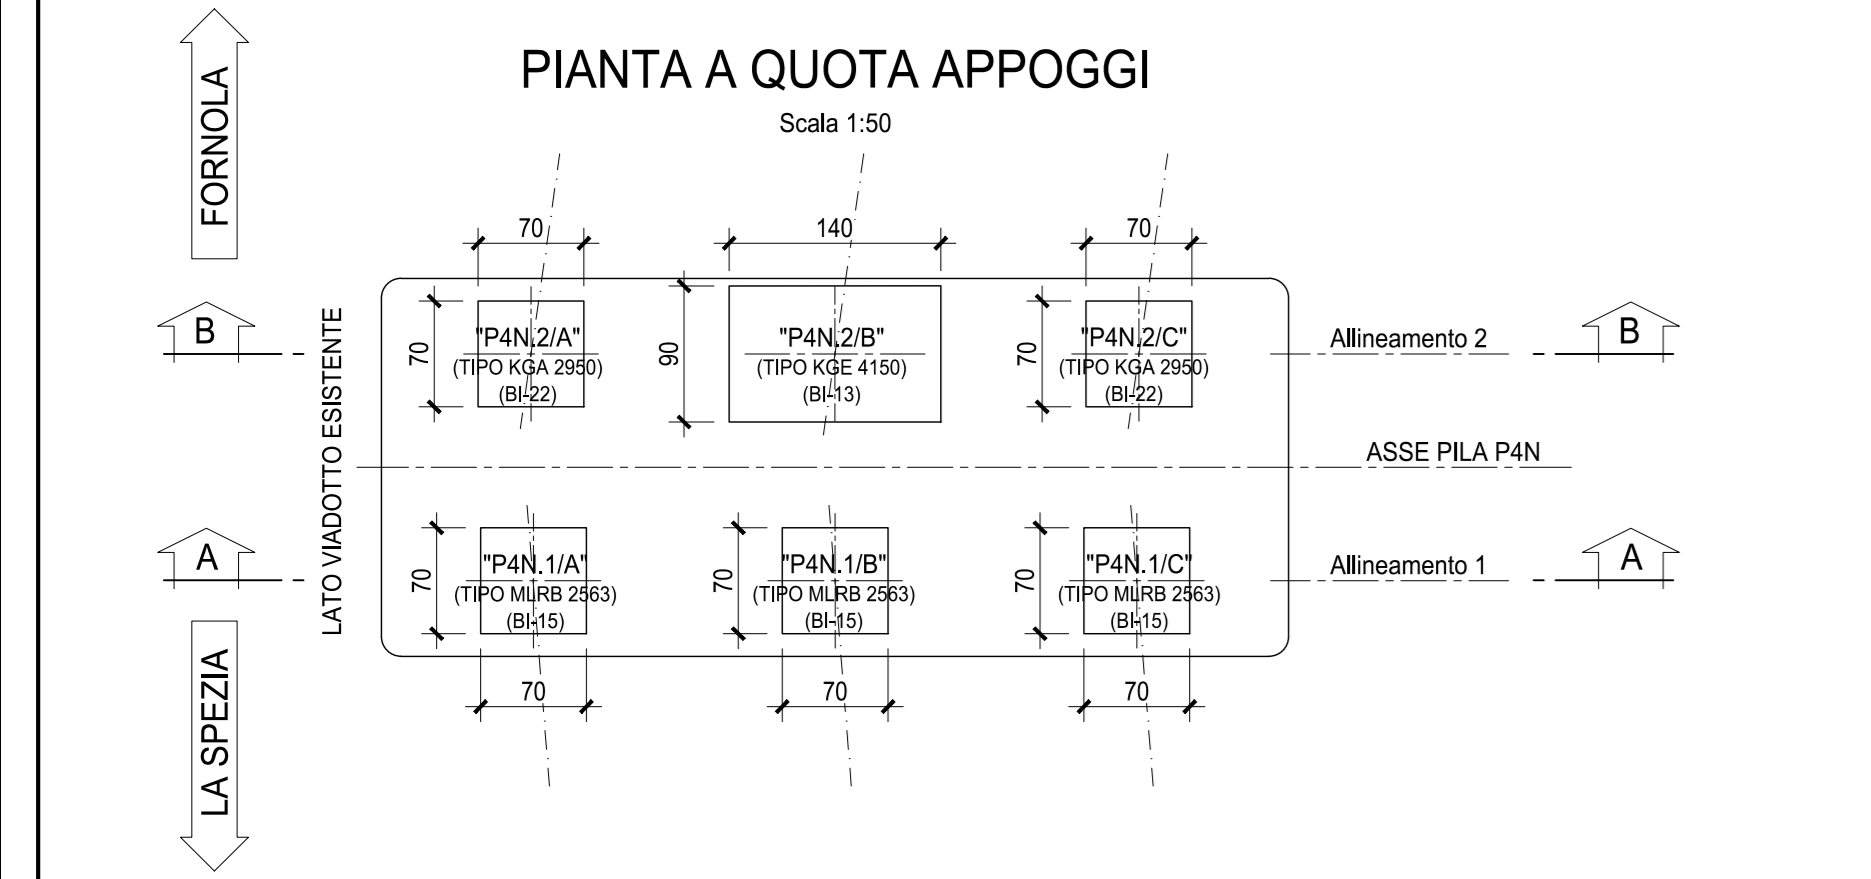 PIANTA A QUOTA APPOGGI
Scala 1:50
FORNOLA
LA SPEZIA
LATO VIADOTTO ESISTENTE
70
140
70
B
70
"P4N.2/A"
(TIPO KGA 2950)
(BI-22)
90
"P4N.2/B"
(TIPO KGE 4150)
(BI-13)
70
"P4N.2/C"
(TIPO KGA 2950)
(BI-22)
Allineamento 2
B
ASSE PILA P4N
A
70
"P4N.1/A"
(TIPO MLRB 2563)
(BI-15)
70
"P4N.1/B"
(TIPO MLRB 2563)
(BI-15)
70
"P4N.1/C"
(TIPO MLRB 2563)
(BI-15)
Allineamento 1
A
70
70
70